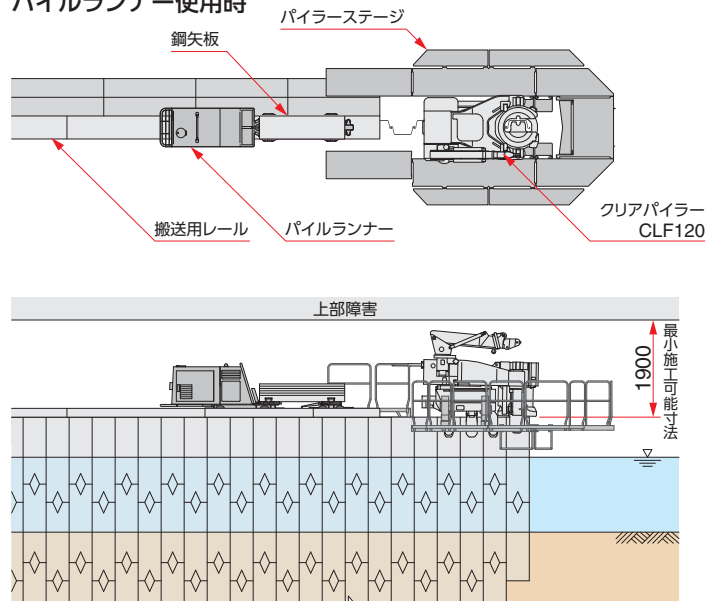 パイルランナー使用時
パイラーステージ
鋼矢板
搬送用レール
パイルランナー
クリアパイラー
CLF120
上部障害
1900
最小施工可能寸法